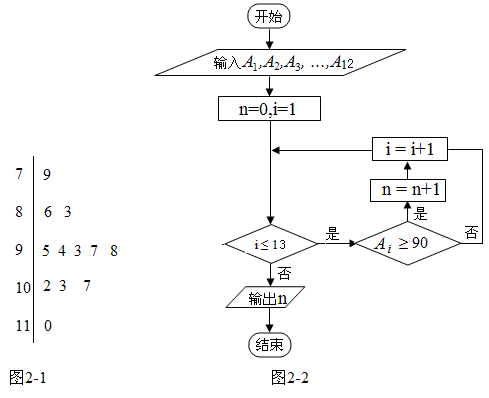 开始
输入A1,A2,A3, …,A12
n=0,i=1
i = i+1
n = n+1
是
i ≤ 13
是
Ai ≥90
否
否
输出n
结束
7 9
8 6 3
9 5 4 3 7 8
10 2 3 7
11 0
图2-1
图2-2